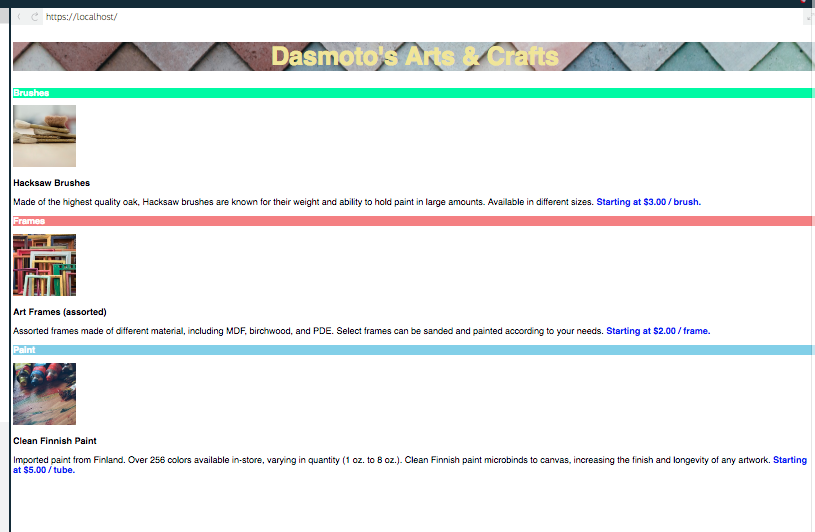 https://localhost/
Dasmoto's Arts & Crafts
Brushes
Hacksaw Brushes
Made of the highest quality oak, Hacksaw brushes are known for their weight and ability to hold paint in large amounts. Available in different sizes. Starting at $3.00 / brush.
Frames
Art Frames (assorted)
Assorted frames made of different material, including MDF, birchwood, and PDE. Select frames can be sanded and painted according to your needs. Starting at $2.00 / frame.
Paint
Clean Finnish Paint
Imported paint from Finland. Over 256 colors available in-store, varying in quantity (1 oz. to 8 oz.). Clean Finnish paint microbinds to canvas, increasing the finish and longevity of any artwork. Starting
at $5.00 / tube.